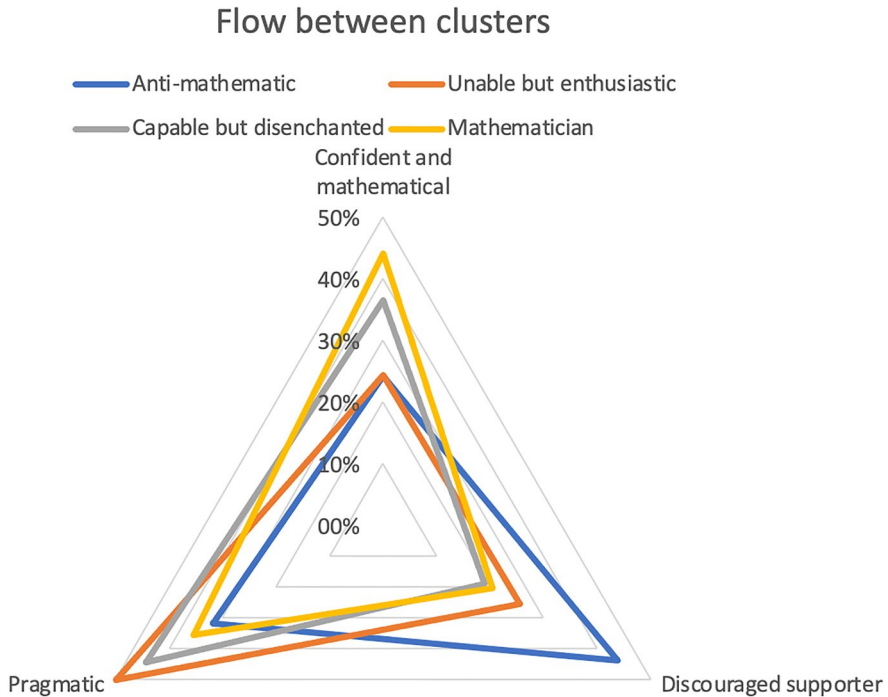 Flow between clusters
Anti-mathematic
Unable but enthusiastic
Capable but disenchanted
Mathematician
Confident and
mathematical
50%
40%
30%
20%
10%
00%
Pragmatic
Discouraged supporter